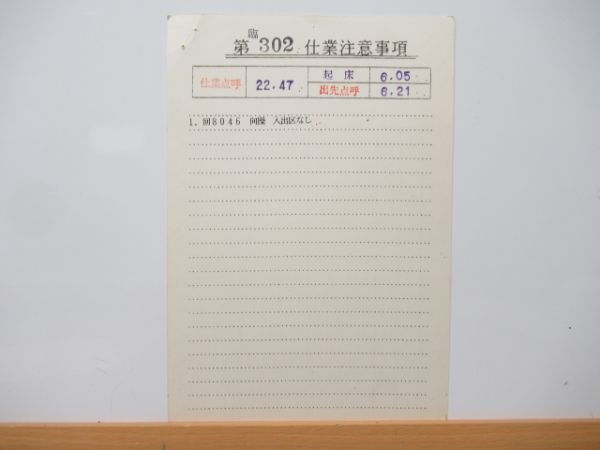 臨
第 302 仕業注意事項
仕業点呼 22.47 起床 6.05
出先点呼 6.21
1. 回8046 向操 入出区なし